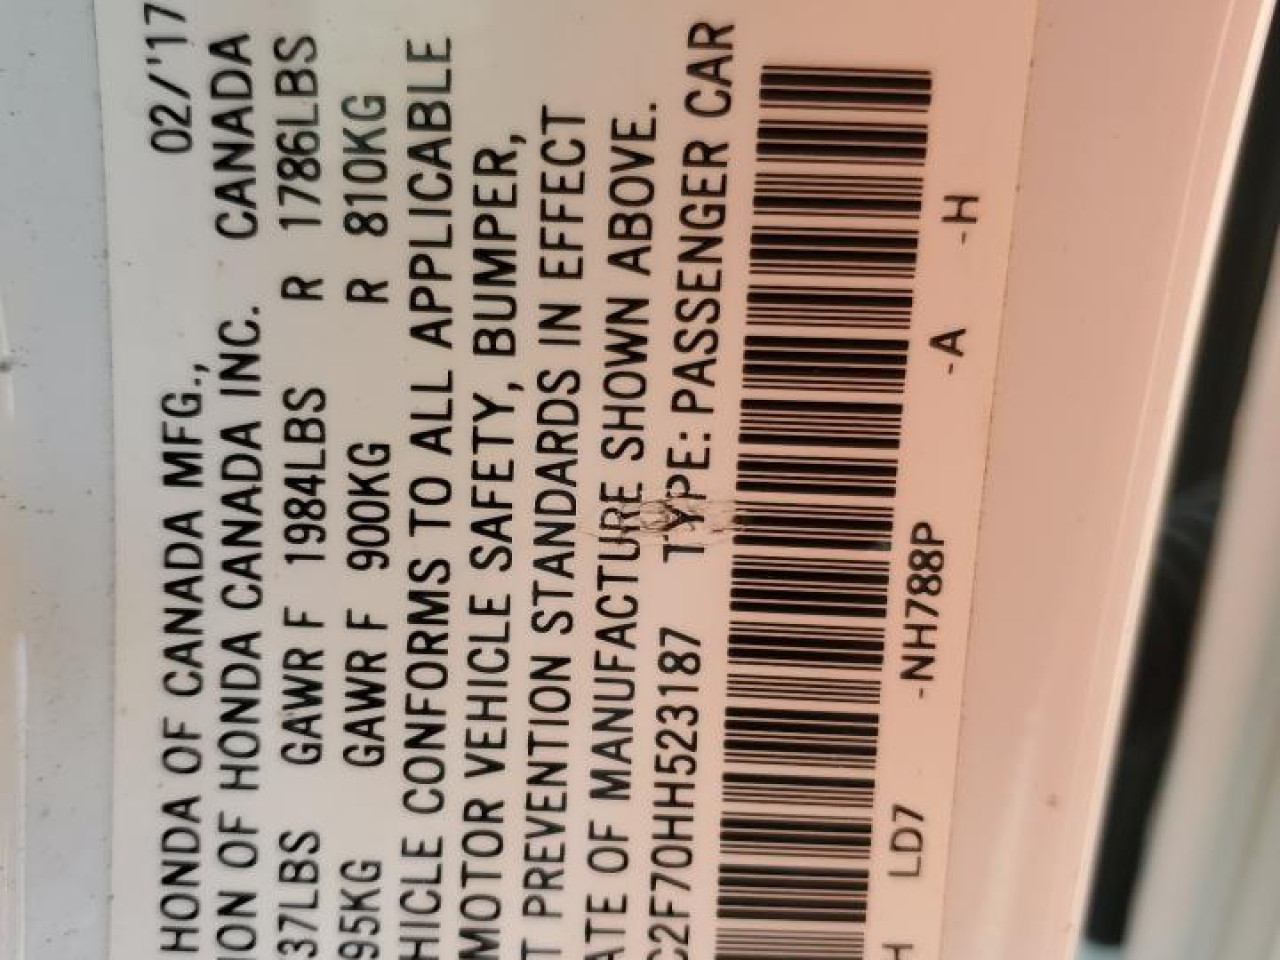 HONDA OF CANADA MFG., 02/'17
ION OF HONDA CANADA INC. CANADA
37LBS GAWR F 1984LBS R 1786LBS
95KG GAWR F 900KG R 810KG
HICLE CONFORMS TO ALL APPLICABLE
MOTOR VEHICLE SAFETY, BUMPER,
T PREVENTION STANDARDS IN EFFECT
ATE OF MANUFACTURE SHOWN ABOVE.
C2F70HH523187 TYPE: PASSENGER CAR
H LD7 -NH788P -A -H